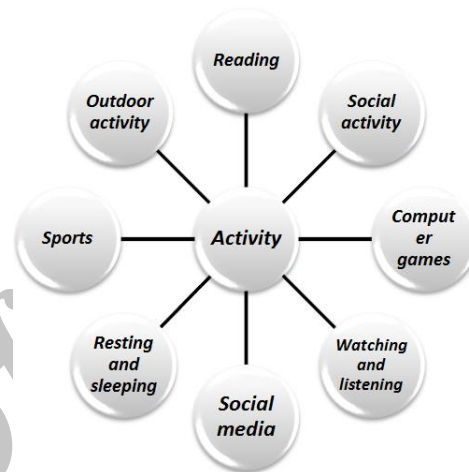 Reading
Social
activity
Comput
er
games
Watching
and
listening
Social
media
Resting
and
sleeping
Sports
Outdoor
activity
Activity